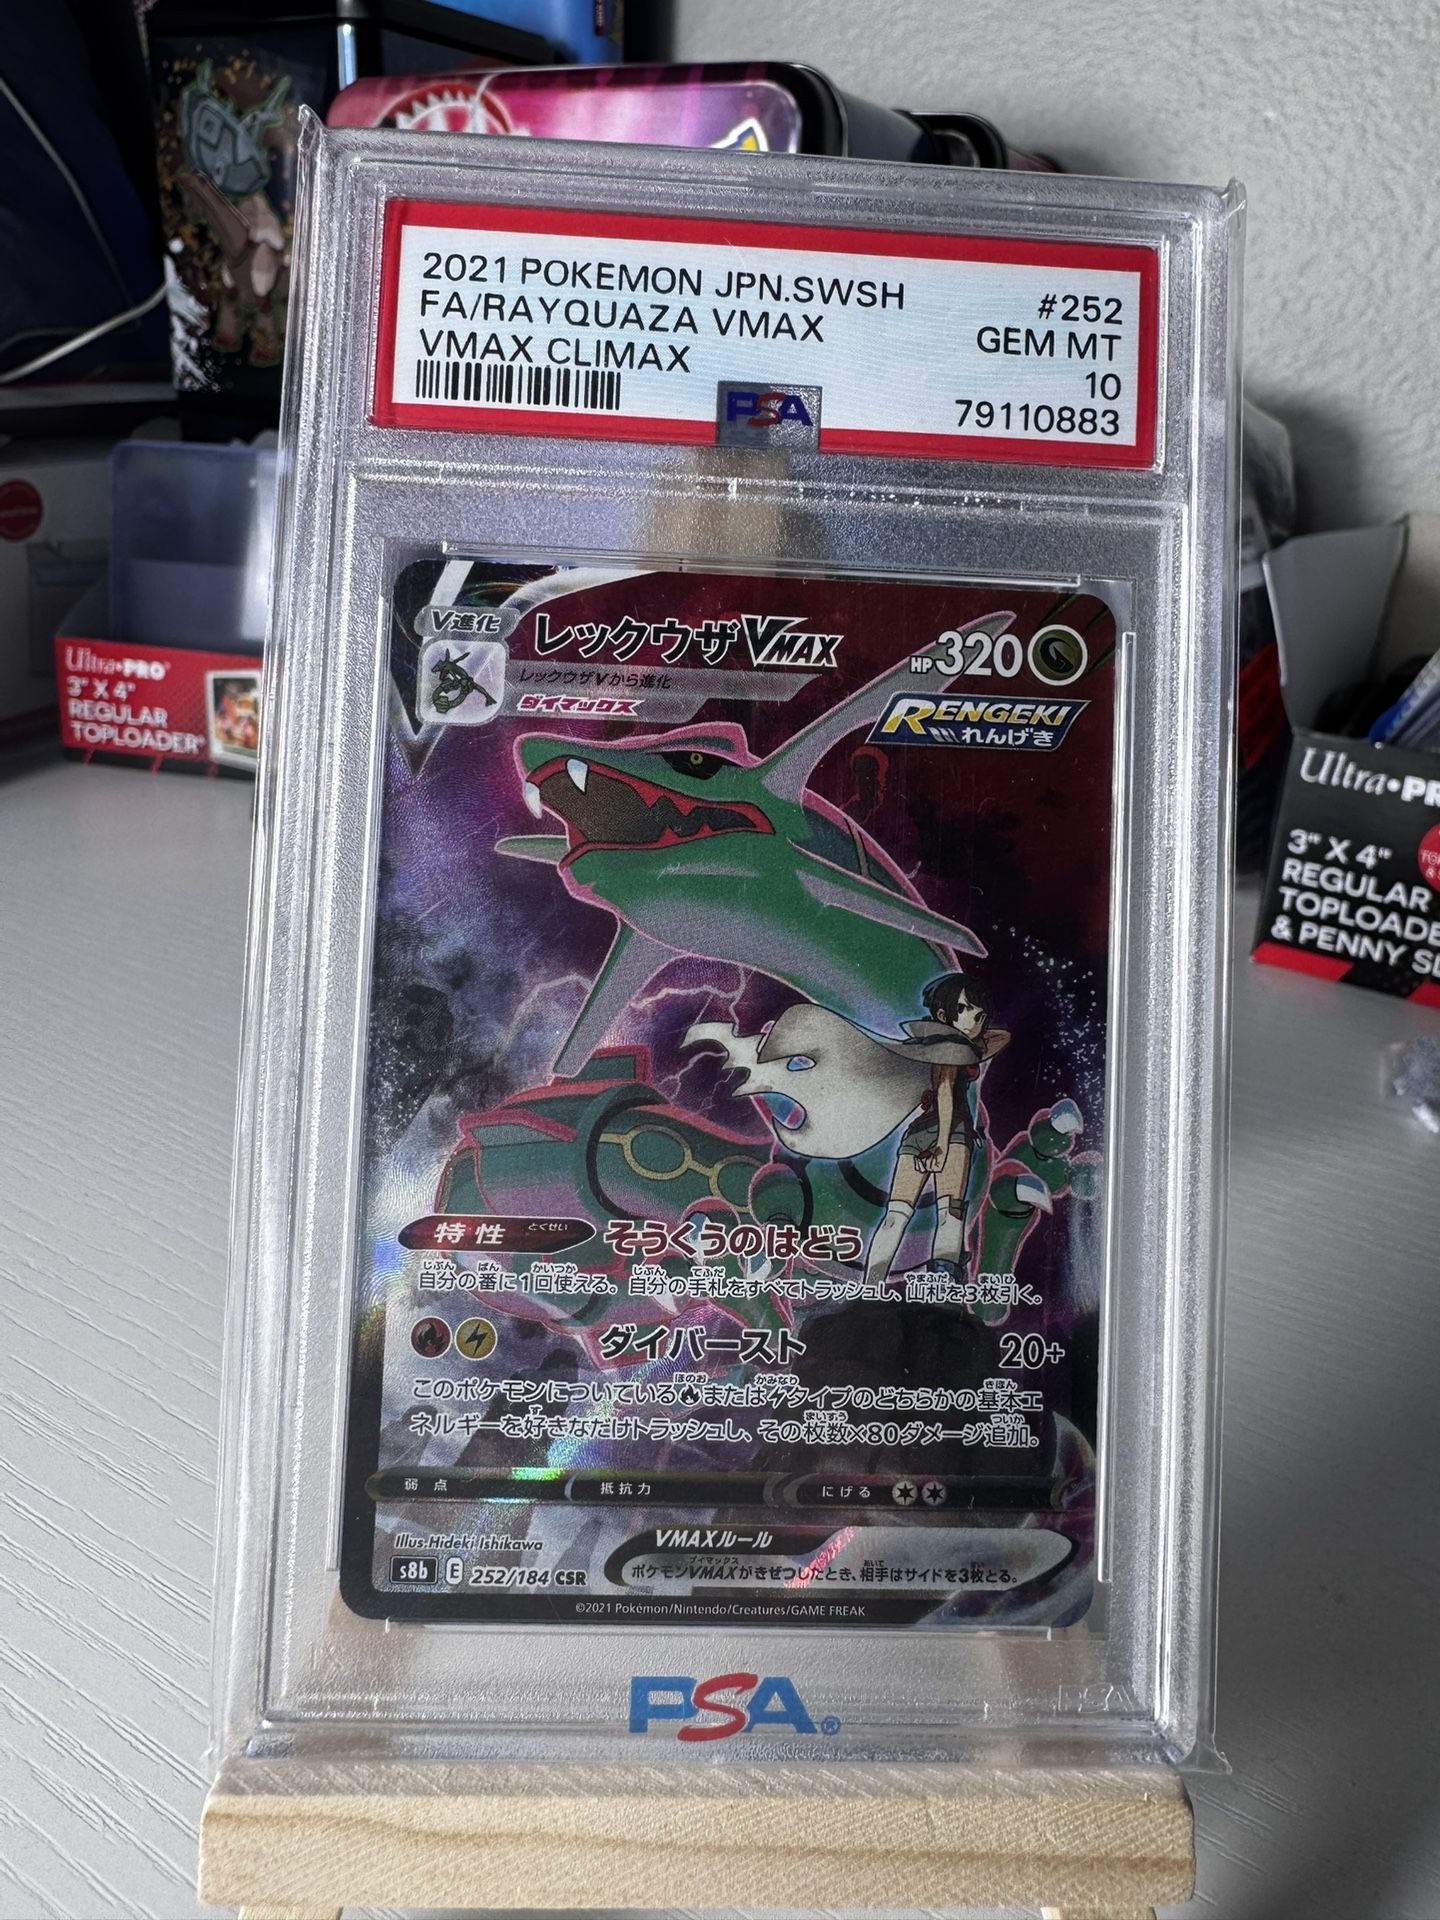 2021 POKEMON JPN.SWSH
FA/RAYQUAZA VMAX
VMAX CLIMAX
#252
GEM MT
10
79110883
PSA
V進化
レックウザVMAX
HP320
レックウザVから進化
ダイマックス
RENGEKI
れんげき
特性 とくせい そうくうのはどう
自分の番に1回使える。自分の手札をすべてトラッシュし、山札を3枚引く。
ダイバースト 20+
このポケモンについているまたはタイプのどちらかの基本エ
ネルギーを好きなだけトラッシュし、その枚数×80ダメージ追加。
弱点 抵抗力 にげる
Illus.Hideki Ishikawa
s8b E 252/184 CSR
VMAXルール
ポケモンVMAXがきぜつしたとき、相手はサイドを3枚とる。
©2021 Pokémon/Nintendo/Creatures/GAME FREAK
PSA®
Ultra•PRO
3" X 4"
REGULAR
TOPLOADER
Ultra•PR
3" X 4"
REGULAR
TOPLOADE
& PENNY SL